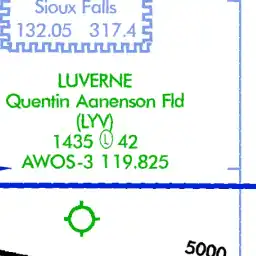 Sioux Falls
132.05 317.4
LUVERNE
Quentin Aanenson Fld
(LYV)
1435 Ⓛ 42
AWOS-3 119.825
5000